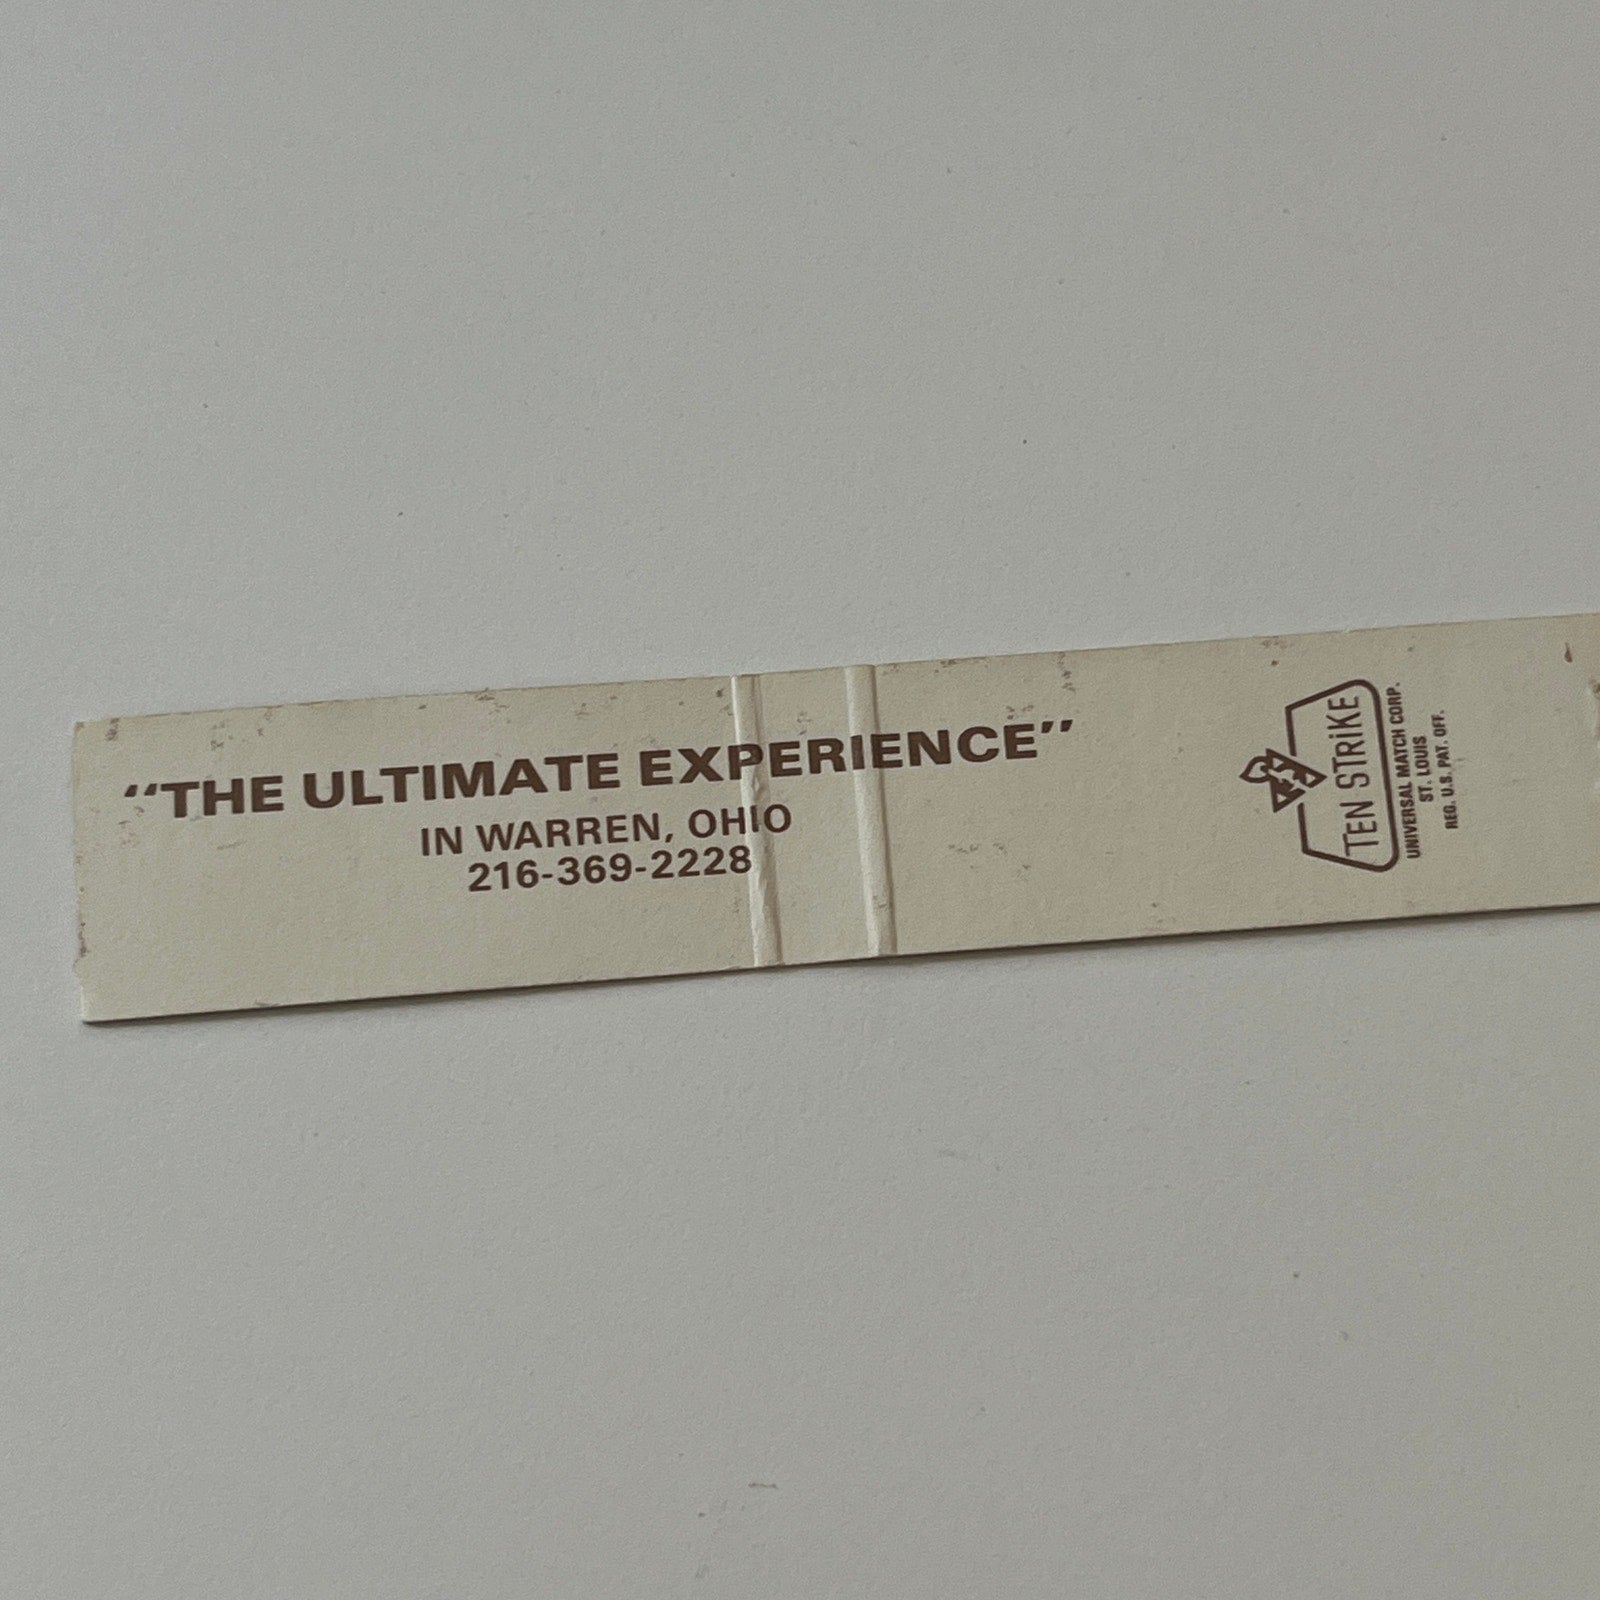 “THE ULTIMATE EXPERIENCE”
IN WARREN, OHIO
216-369-2228
TEN STRiKE
UNIVERSAL MATCH CORP.
ST. LOUIS
REG. U.S. PAT. OFF.